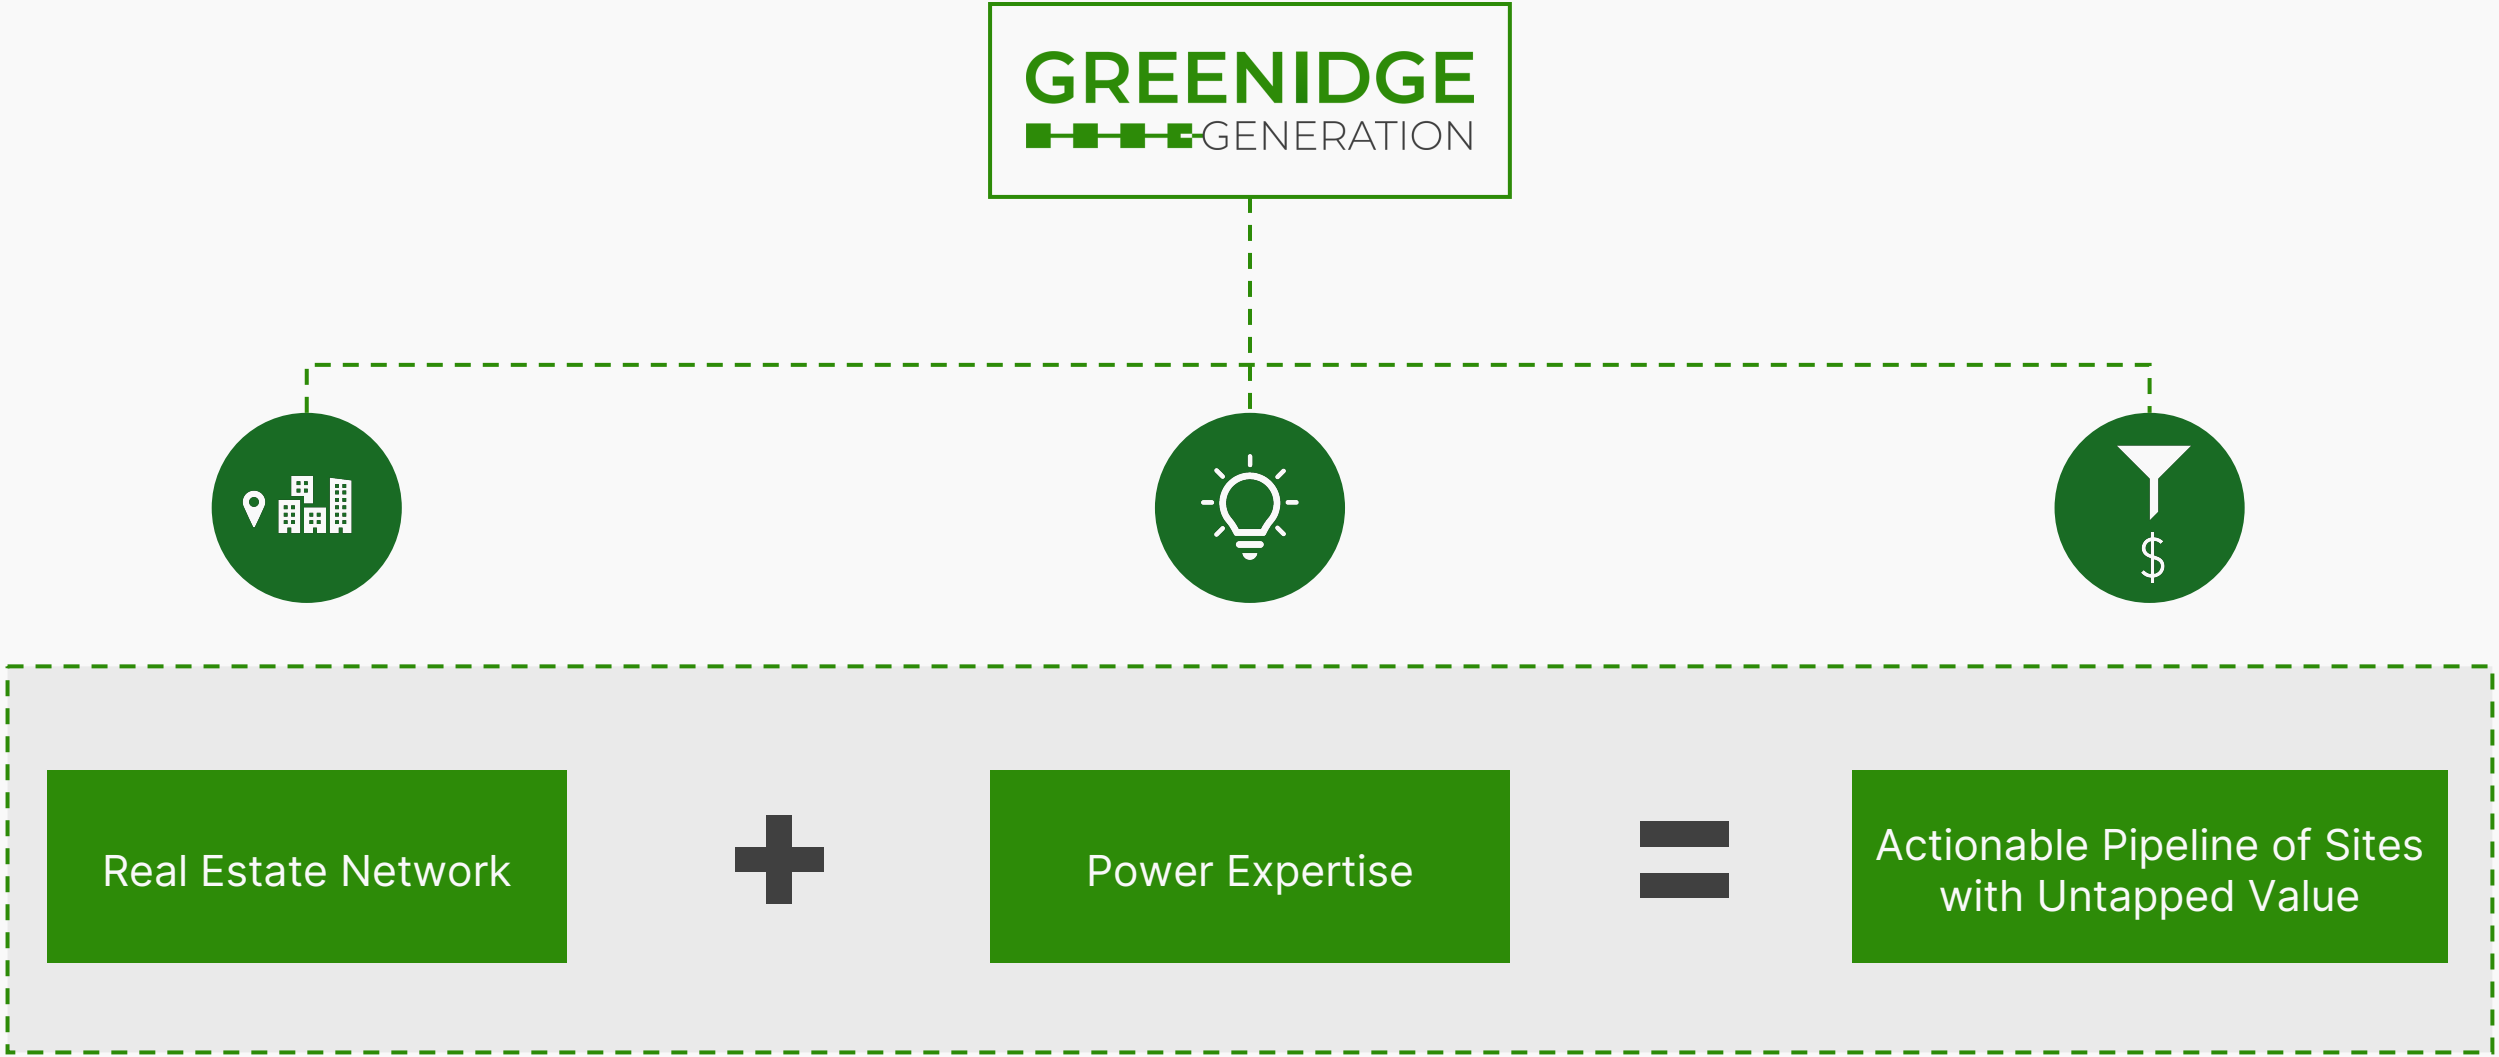 GREENIDGE
GENERATION
$
Real Estate Network
Power Expertise
Actionable Pipeline of Sites
with Untapped Value